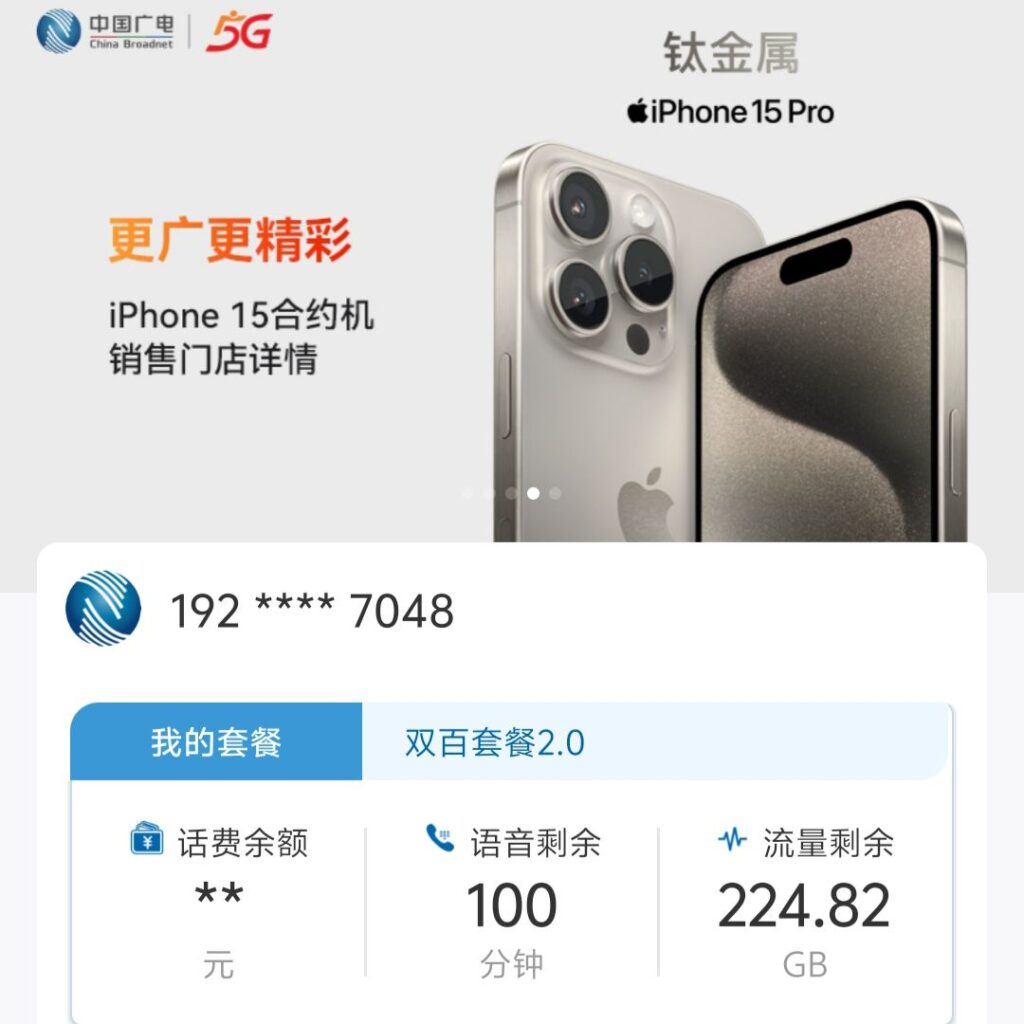 中国广电
China Broadnet
5G
钛金属
iPhone 15 Pro
更广更精彩
iPhone 15合约机
销售门店详情
192 **** 7048
我的套餐
双百套餐2.0
话费余额
语音剩余
流量剩余
**
100
224.82
元
分钟
GB